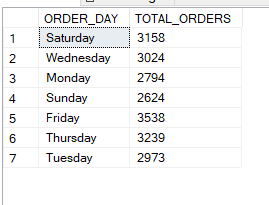 ORDER_DAY TOTAL_ORDERS
1 Saturday 3158
2 Wednesday 3024
3 Monday 2794
4 Sunday 2624
5 Friday 3538
6 Thursday 3239
7 Tuesday 2973